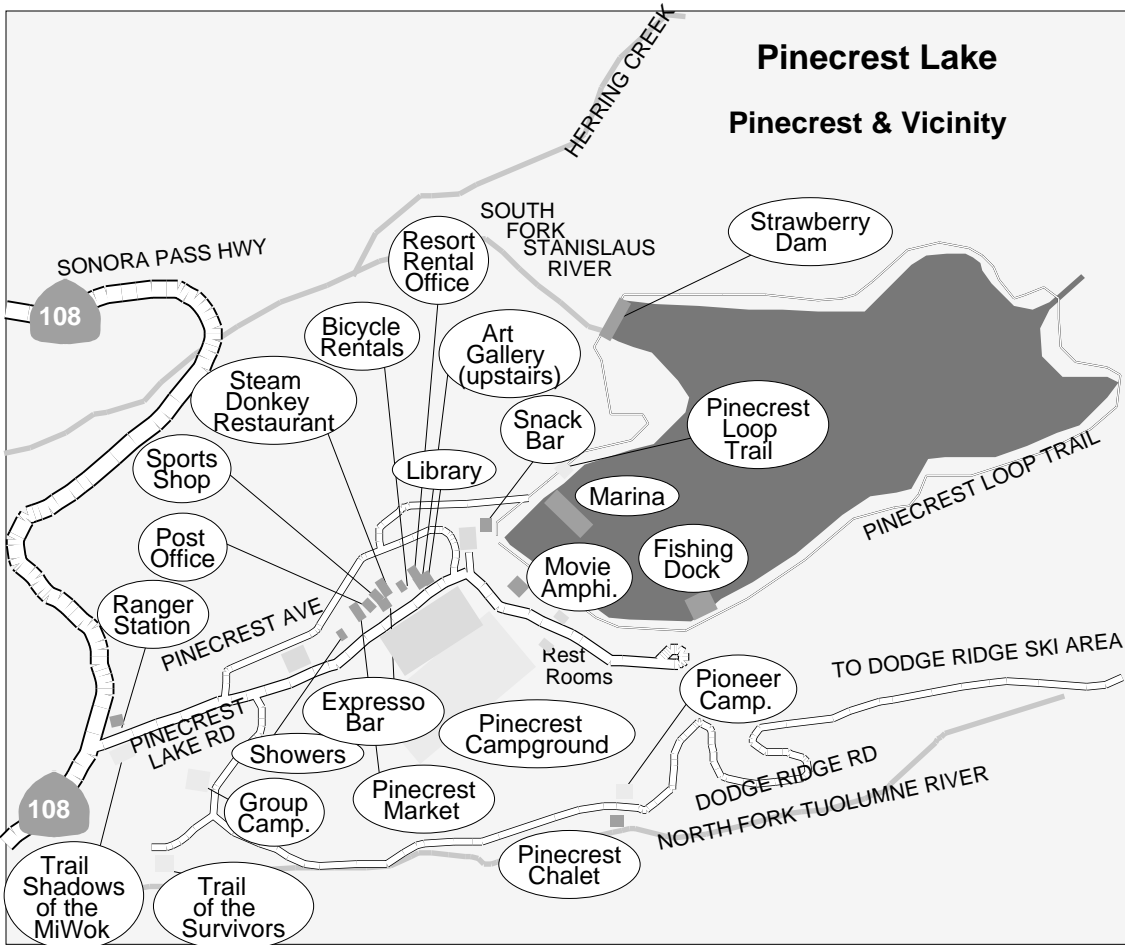 Pinecrest Lake
Pinecrest & Vicinity
HERRING CREEK
SOUTH
FORK
STANISLAUS
RIVER
Strawberry
Dam
SONORA PASS HWY
108
Resort
Rental
Office
Bicycle
Rentals
Art
Gallery
(upstairs)
Steam
Donkey
Restaurant
Snack
Bar
Pinecrest
Loop
Trail
Sports
Shop
Library
Marina
PINECREST LOOP TRAIL
Post
Office
Movie
Amphi.
Fishing
Dock
Ranger
Station
PINECREST AVE
Rest
Rooms
TO DODGE RIDGE SKI AREA
Pioneer
Camp.
PINECREST
LAKE RD
Expresso
Bar
Pinecrest
Campground
Showers
DODGE RIDGE RD
108
Group
Camp.
Pinecrest
Market
NORTH FORK TUOLUMNE RIVER
Pinecrest
Chalet
Trail
Shadows
of the
MiWok
Trail
of the
Survivors